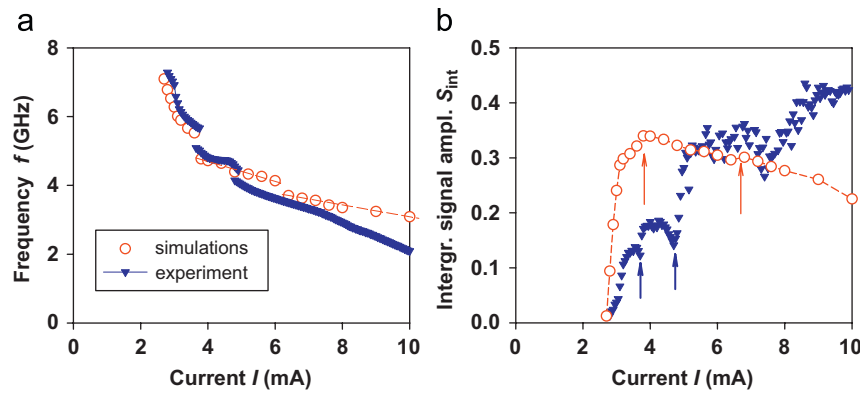 a
8
6
4
2
0
Frequency f (GHz)
simulations
experiment
0 2 4 6 8 10
Current I (mA)
b
0.5
0.4
0.3
0.2
0.1
0.0
Intergr. signal ampl. Sint
0 2 4 6 8 10
Current I (mA)